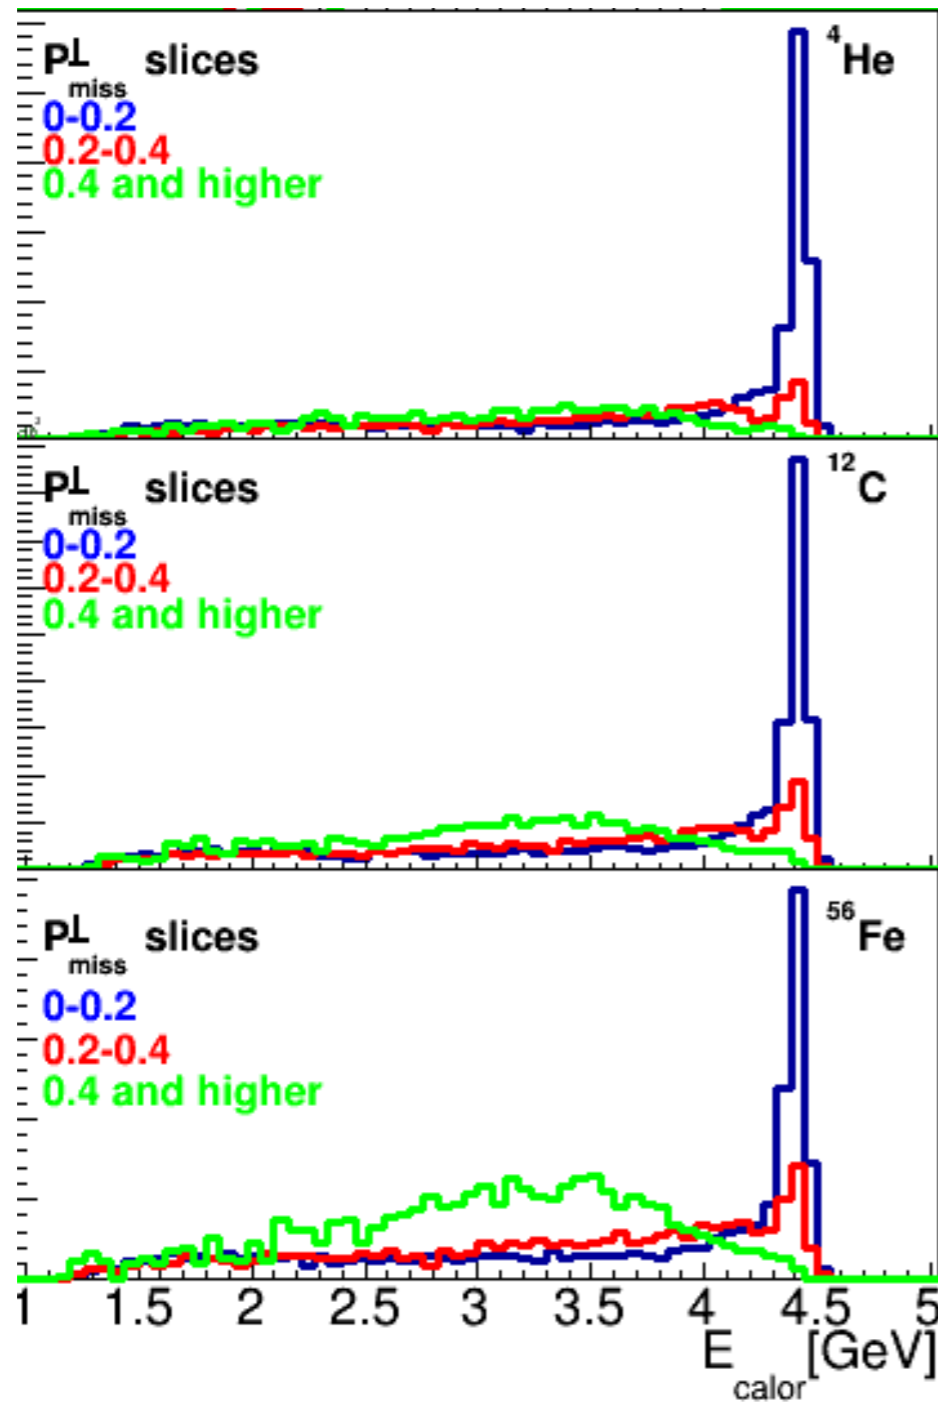 P⊥miss slices
4He
0-0.2
0.2-0.4
0.4 and higher
P⊥miss slices
12C
0-0.2
0.2-0.4
0.4 and higher
P⊥miss slices
56Fe
0-0.2
0.2-0.4
0.4 and higher
1 1.5 2 2.5 3 3.5 4 4.5 5
Ecalor[GeV]